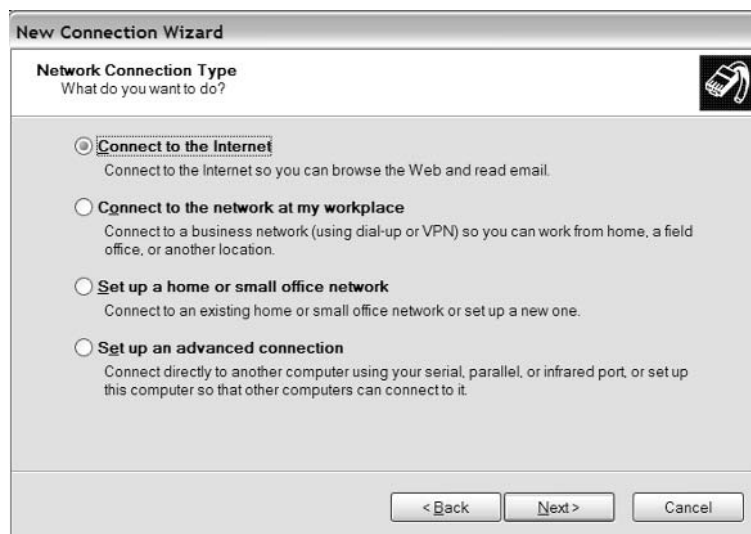 New Connection Wizard
Network Connection Type
What do you want to do?
Connect to the Internet
Connect to the Internet so you can browse the Web and read email.
Connect to the network at my workplace
Connect to a business network (using dial-up or VPN) so you can work from home, a field
office, or another location.
Set up a home or small office network
Connect to an existing home or small office network or set up a new one.
Set up an advanced connection
Connect directly to another computer using your serial, parallel, or infrared port, or set up
this computer so that other computers can connect to it.
< Back Next > Cancel